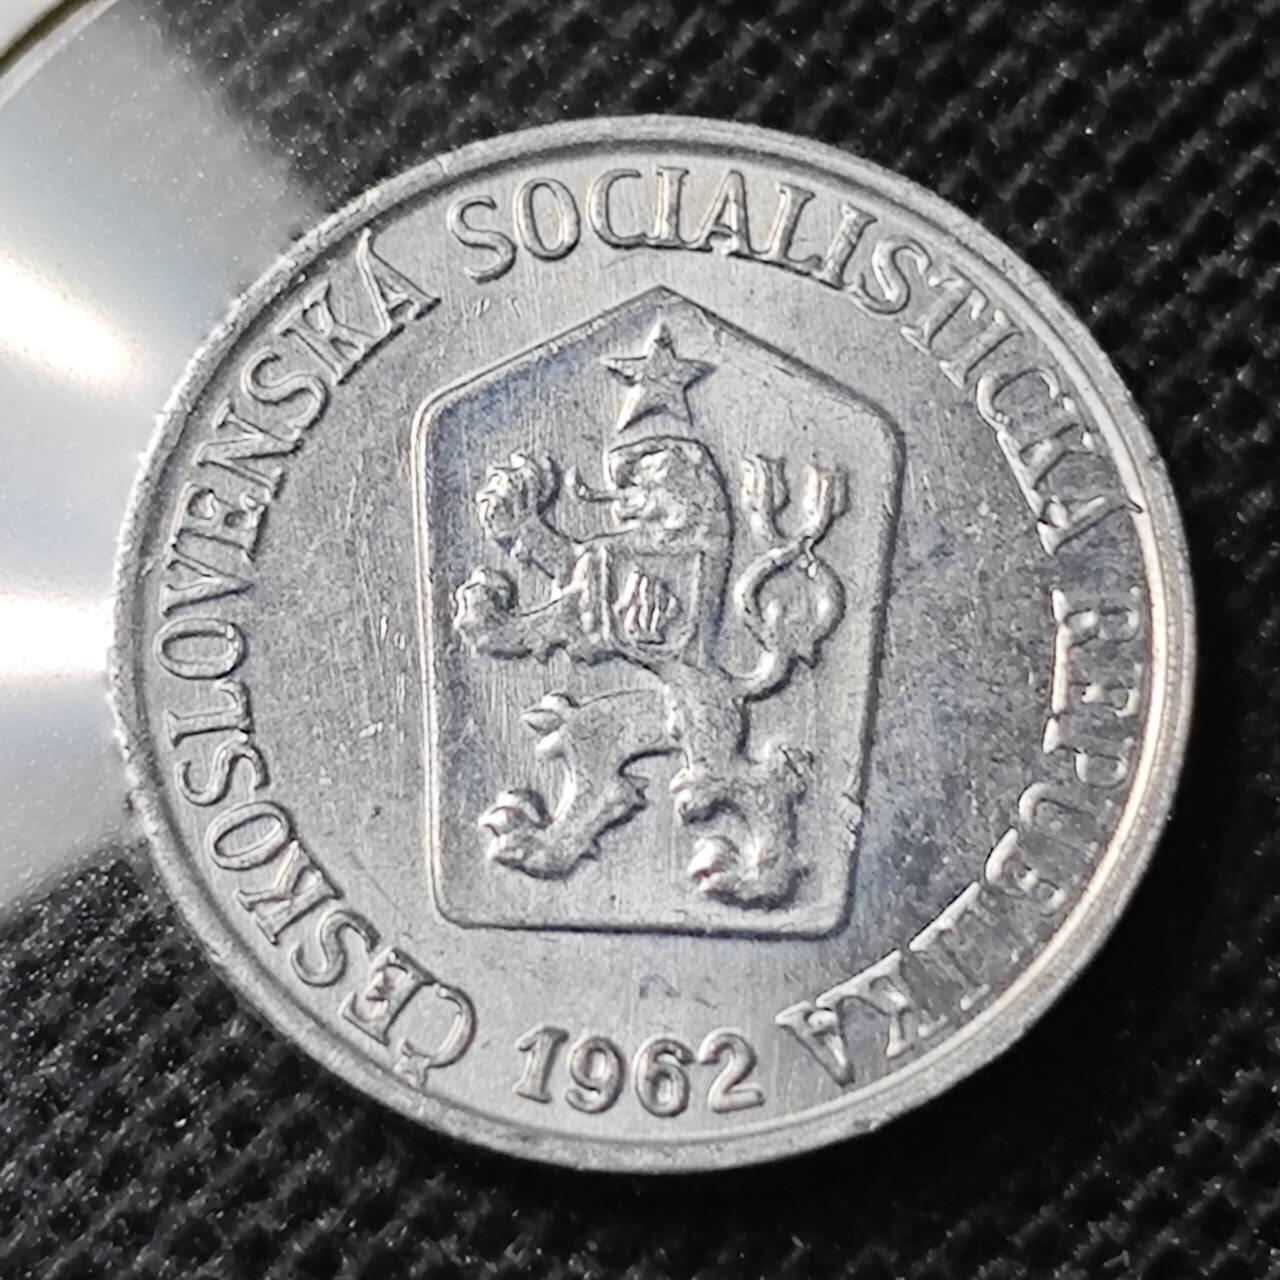 ČESKOSLOVENSKÁ SOCIALISTICKÁ REPUBLIKA
1962